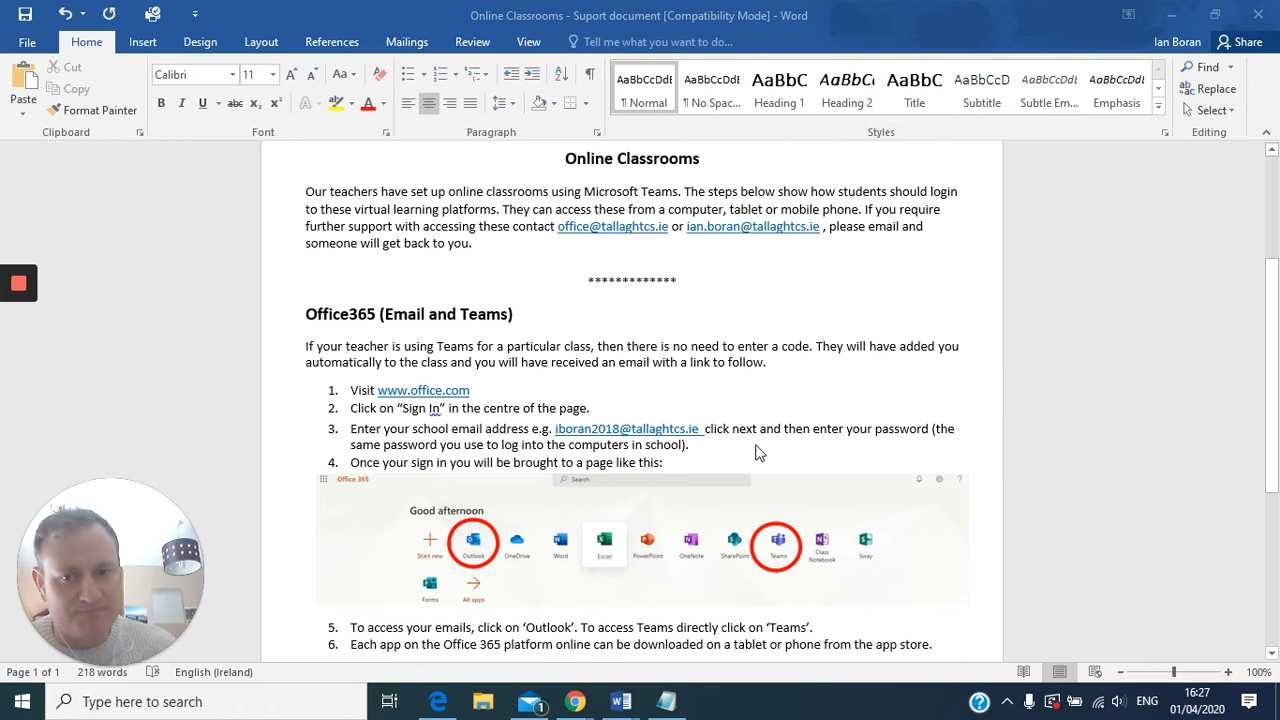 Online Classrooms - Suport document [Compatibility Mode] - Word
File Home Insert Design Layout References Mailings Review View Tell me what you want to do... Ian Boran Share
Paste Cut Copy Format Painter Clipboard
Calibri 11 Aa B I U abc X₂ X² A A Font
Paragraph
AaBbCcDdE AaBbCcDdE AaBbC AaBbCc AaBbC AaBbCcD AaBbCcDdE AaBbCcDdE
¶ Normal ¶ No Spac... Heading Heading 2 Title Subtitle Subtle Em... Emphasis
Styles
Find Replace Select Editing
Online Classrooms
Our teachers have set up online classrooms using Microsoft Teams. The steps below show how students should login
to these virtual learning platforms. They can access these from a computer, tablet or mobile phone. If you require
further support with accessing these contact office@tallaghtcs.ie or ian.boran@tallaghtcs.ie , please email and
someone will get back to you.
*************
Office365 (Email and Teams)
If your teacher is using Teams for a particular class, then there is no need to enter a code. They will have added you
automatically to the class and you will have received an email with a link to follow.
1. Visit www.office.com
2. Click on “Sign In” in the centre of the page.
3. Enter your school email address e.g. iboran2018@tallaghtcs.ie click next and then enter your password (the
same password you use to log into the computers in school).
4. Once your sign in you will be brought to a page like this:
Office 365 Search ?
Good afternoon
Start new Outlook OneDrive Word Excel PowerPoint OneNote SharePoint Teams Class Notebook Sway
Forms All apps
5. To access your emails, click on ‘Outlook’. To access Teams directly click on ‘Teams’.
6. Each app on the Office 365 platform online can be downloaded on a tablet or phone from the app store.
Page 1 of 1 218 words English (Ireland) 100%
Type here to search 1 ENG 16:27
01/04/2020